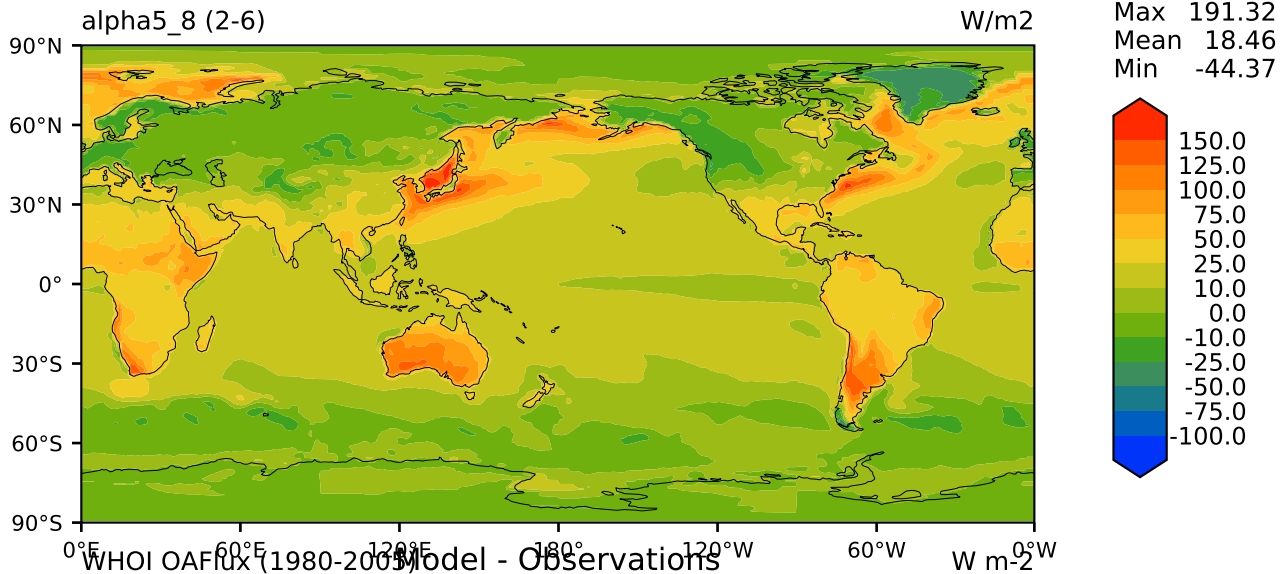 alpha5_8 (2-6)
W/m2
Max 191.32
Mean 18.46
Min -44.37
90°N
60°N
30°N
0°
30°S
60°S
90°S
150.0
125.0
100.0
75.0
50.0
25.0
10.0
0.0
-10.0
-25.0
-50.0
-75.0
-100.0
0°E 60°E 120°E 180° 120°W 60°W 0°W
WHOI OAFlux (1980-2005) Model - Observations W m-2